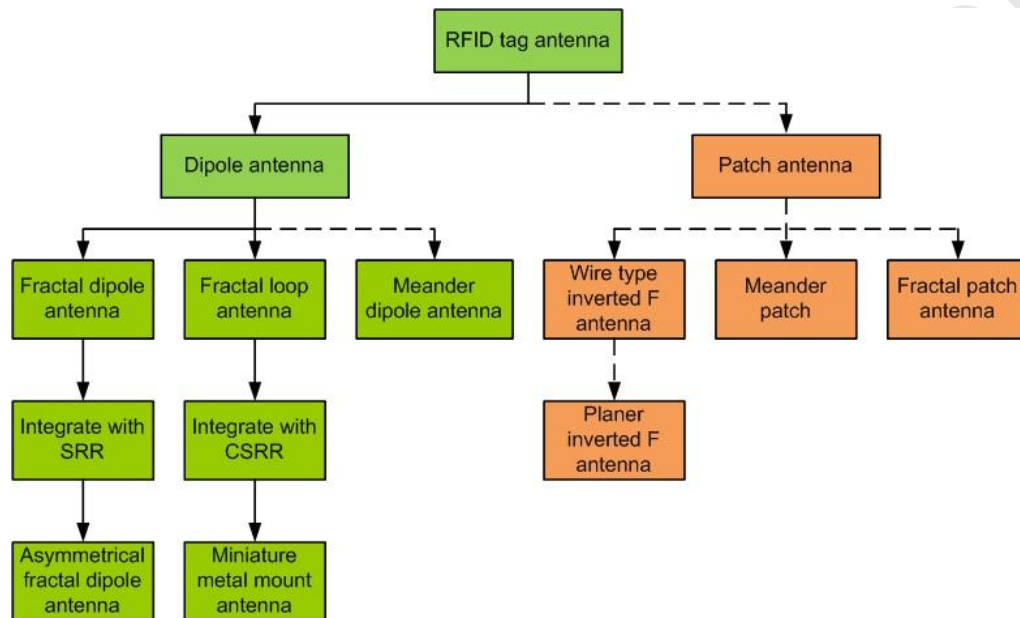 RFID tag antenna
Dipole antenna
Patch antenna
Fractal dipole
antenna
Fractal loop
antenna
Meander
dipole antenna
Wire type
inverted F
antenna
Meander
patch
Fractal patch
antenna
Integrate with
SRR
Integrate with
CSRR
Planer
inverted F
antenna
Asymmetrical
fractal dipole
antenna
Miniature
metal mount
antenna